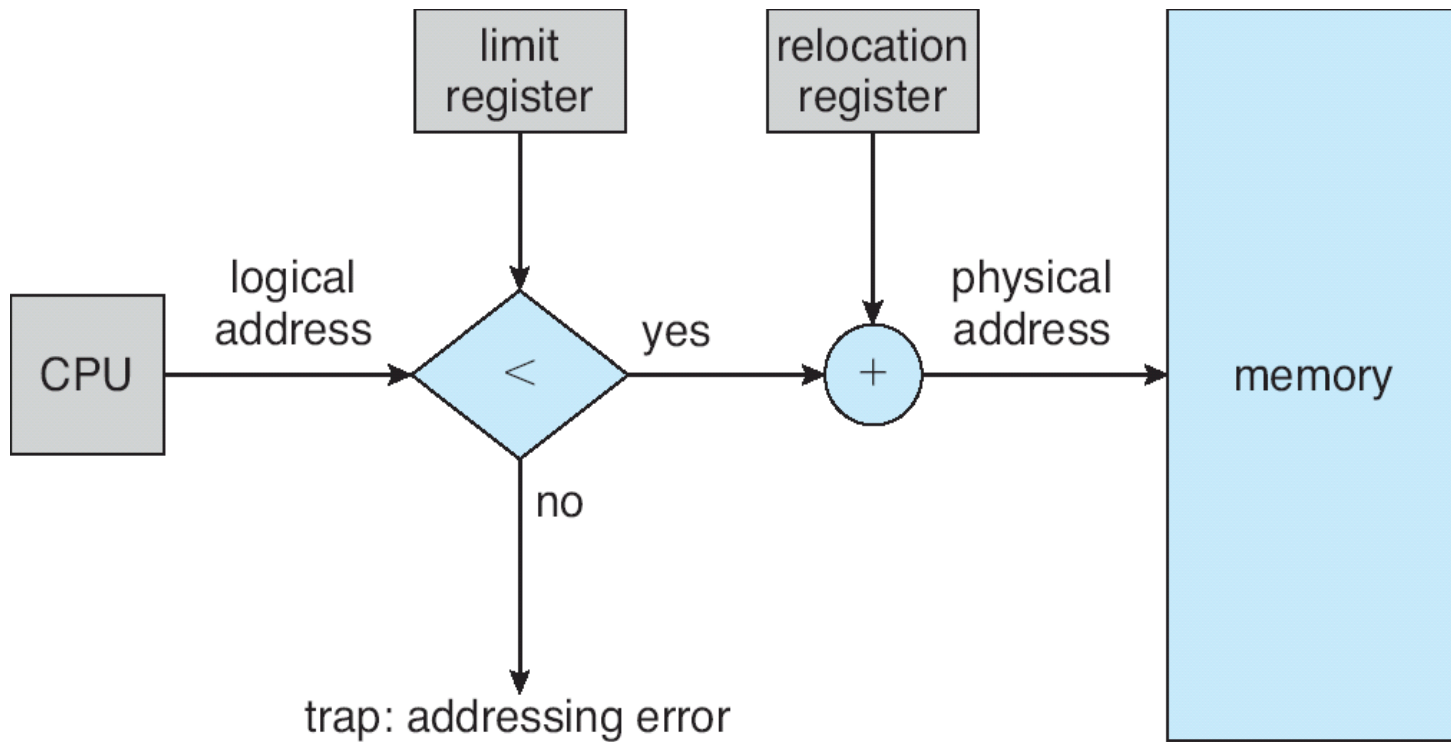 limit
register
relocation
register
logical
address
physical
address
CPU
<
yes
+
memory
no
trap: addressing error